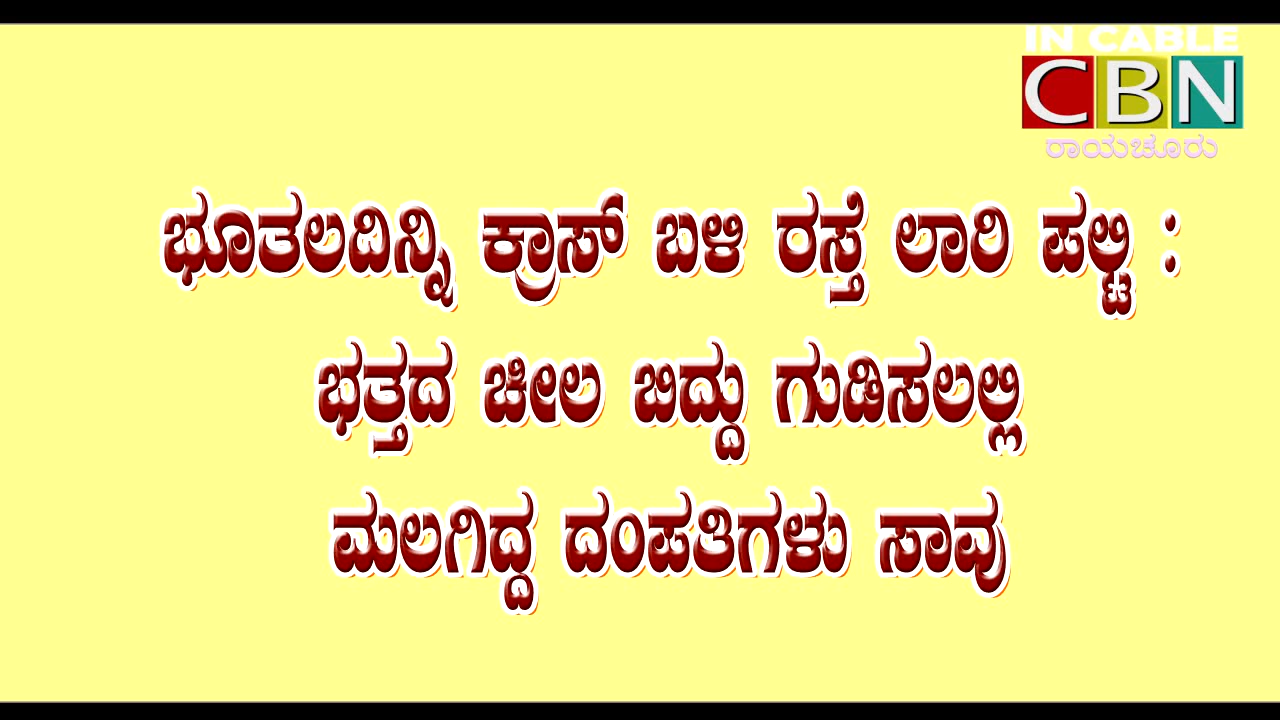 IN CABLE
CBN
ರಾಯಚೂರು
ಭೂತಲದಿನ್ನಿ ಕ್ರಾಸ್ ಬಳಿ ರಸ್ತೆ ಲಾರಿ ಪಲ್ಟಿ :
ಭತ್ತದ ಚೀಲ ಬಿದ್ದು ಗುಡಿಸಲಲ್ಲಿ
ಮಲಗಿದ್ದ ದಂಪತಿಗಳು ಸಾವು